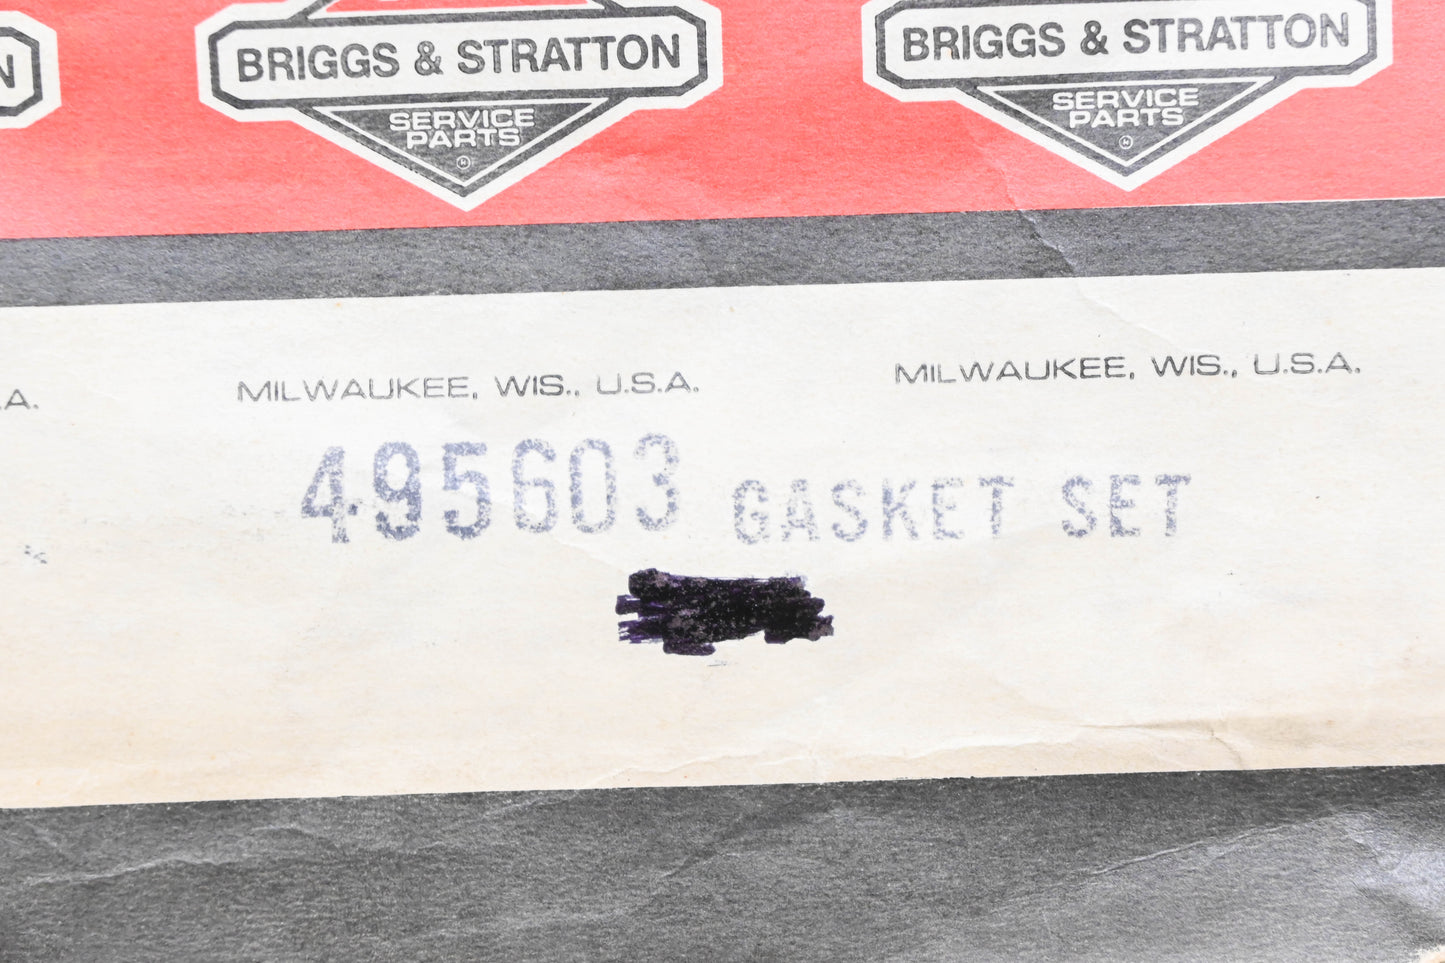 N
BRIGGS & STRATTON
SERVICE
PARTS
BRIGGS & STRATTON
SERVICE
PARTS
.A.
MILWAUKEE, WIS., U.S.A.
MILWAUKEE, WIS., U.S.A.
495603 GASKET SET